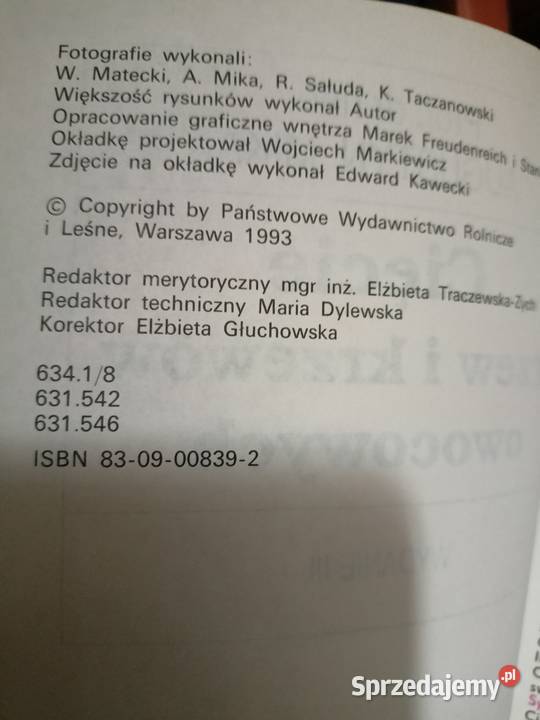 Fotografie wykonali:
W. Matecki, A. Mika, R. Sałuda, K. Taczanowski
Większość rysunków wykonał Autor
Opracowanie graficzne wnętrza Marek Freudenreich i
Okładkę projektował Wojciech Markiewicz
Zdjęcie na okładkę wykonał Edward Kawecki
© Copyright by Państwowe Wydawnictwo Rolnicze
i Leśne, Warszawa 1993
Redaktor merytoryczny mgr inż. Elżbieta Traczewska-Zych
Redaktor techniczny Maria Dylewska
Korektor Elżbieta Głuchowska
634.1/8
631.542
631.546
ISBN 83-09-00839-2
Sprzedajemy.pl